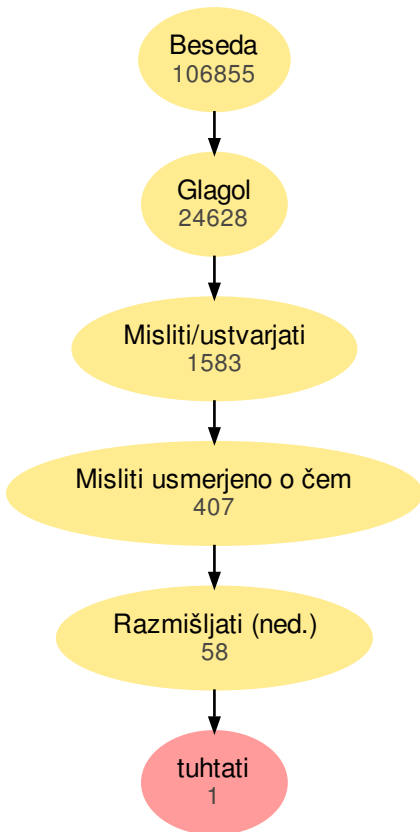 Beseda
106855
Glagol
24628
Misliti/ustvarjati
1583
Misliti usmerjeno o čem
407
Razmišljati (ned.)
58
tuhtati
1